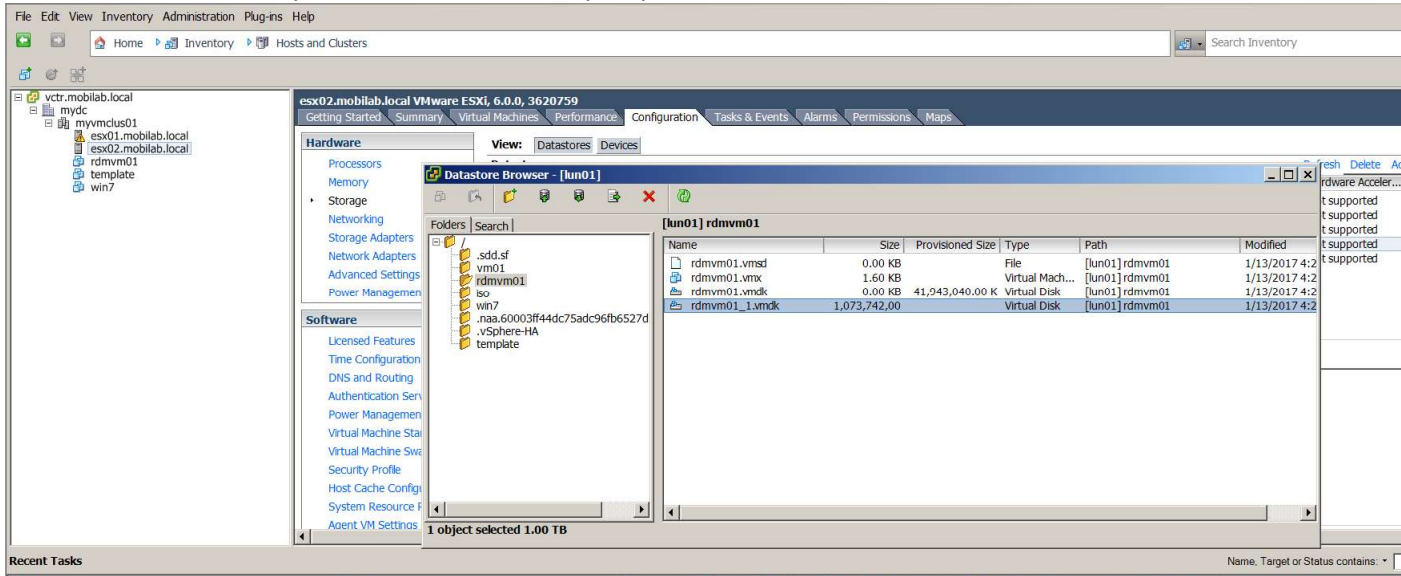 File Edit View Inventory Administration Plug-ins Help
Home Inventory Hosts and Clusters Search Inventory
vctr.mobilab.local
mydc
myvmclus01
esx01.mobilab.local
esx02.mobilab.local
rdmvm01
template
win7
esx02.mobilab.local VMware ESXi, 6.0.0, 3620759
Getting Started Summary Virtual Machines Performance Configuration Tasks & Events Alarms Permissions Maps
Hardware
Processors
Memory
Storage
Networking
Storage Adapters
Network Adapters
Advanced Settings
Power Managemen
Software
Licensed Features
Time Configuration
DNS and Routing
Authentication Serv
Power Managemen
Virtual Machine Star
Virtual Machine Swa
Security Profile
Host Cache Configu
System Resource
Agent VM Settings
View: Datastores Devices
resh Delete
rdware Acceler...
t supported
t supported
t supported
t supported
t supported
Datastore Browser - [lun01]
Folders Search
/
.sdd.sf
vm01
rdmvm01
iso
win7
.naa.60003ff44dc75adc96fb6527d
.vSphere-HA
template
[lun01] rdmvm01
Name Size Provisioned Size Type Path Modified
rdmvm01.vmsd 0.00 KB File [lun01] rdmvm01 1/13/2017 4:2
rdmvm01.vmx 1.60 KB Virtual Mach... [lun01] rdmvm01 1/13/2017 4:2
rdmvm01.vmdk 0.00 KB 41,943,040.00 K Virtual Disk [lun01] rdmvm01 1/13/2017 4:2
rdmvm01_1.vmdk 1,073,742,00 Virtual Disk [lun01] rdmvm01 1/13/2017 4:2
1 object selected 1.00 TB
Recent Tasks Name, Target or Status contains: